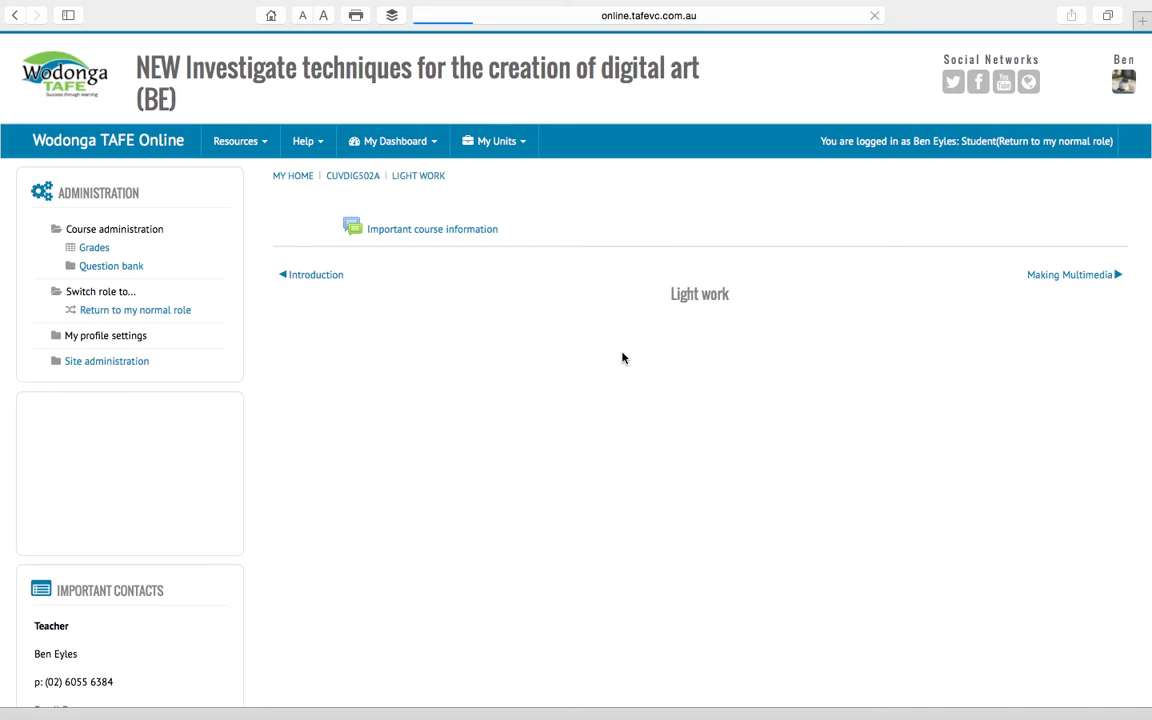 A A online.tafevc.com.au
Wodonga
TAFE
Success through learning
NEW Investigate techniques for the creation of digital art
(BE)
Social Networks
Ben
You
Tube
Wodonga TAFE Online Resources Help My Dashboard My Units You are logged in as Ben Eyles: Student(Return to my normal role)
ADMINISTRATION
Course administration
Grades
Question bank
Switch role to...
Return to my normal role
My profile settings
Site administration
MY HOME | CUVDIG502A | LIGHT WORK
Important course information
Introduction
Making Multimedia
Light work
IMPORTANT CONTACTS
Teacher
Ben Eyles
p: (02) 6055 6384